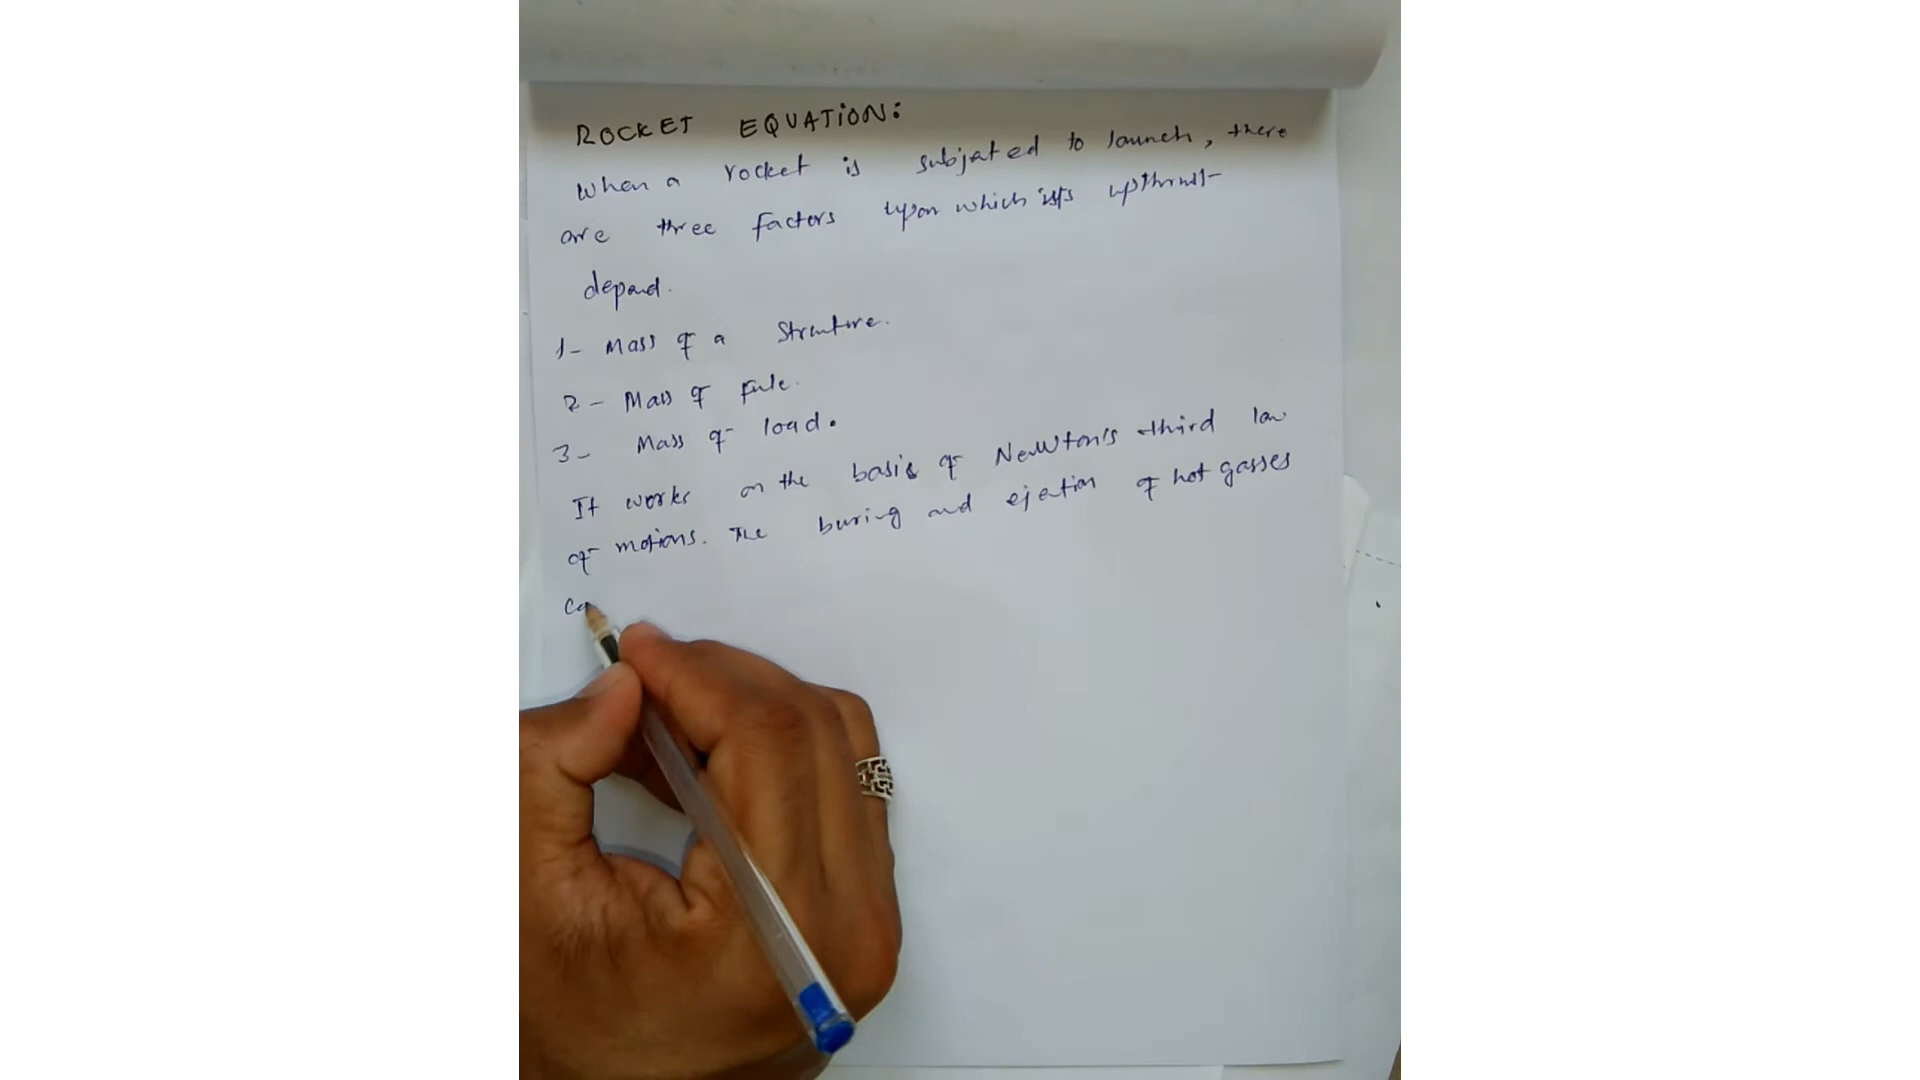 ROCKET EQUATION:
When a rocket is subjated to launch, there
are three factors upon which upthrust
depend.
1- Mass of a Structure.
2- Mass of fule.
3- Mass of load.
It works on the basis of Newton's third law
of motions. The buring and ejection of hot gasses